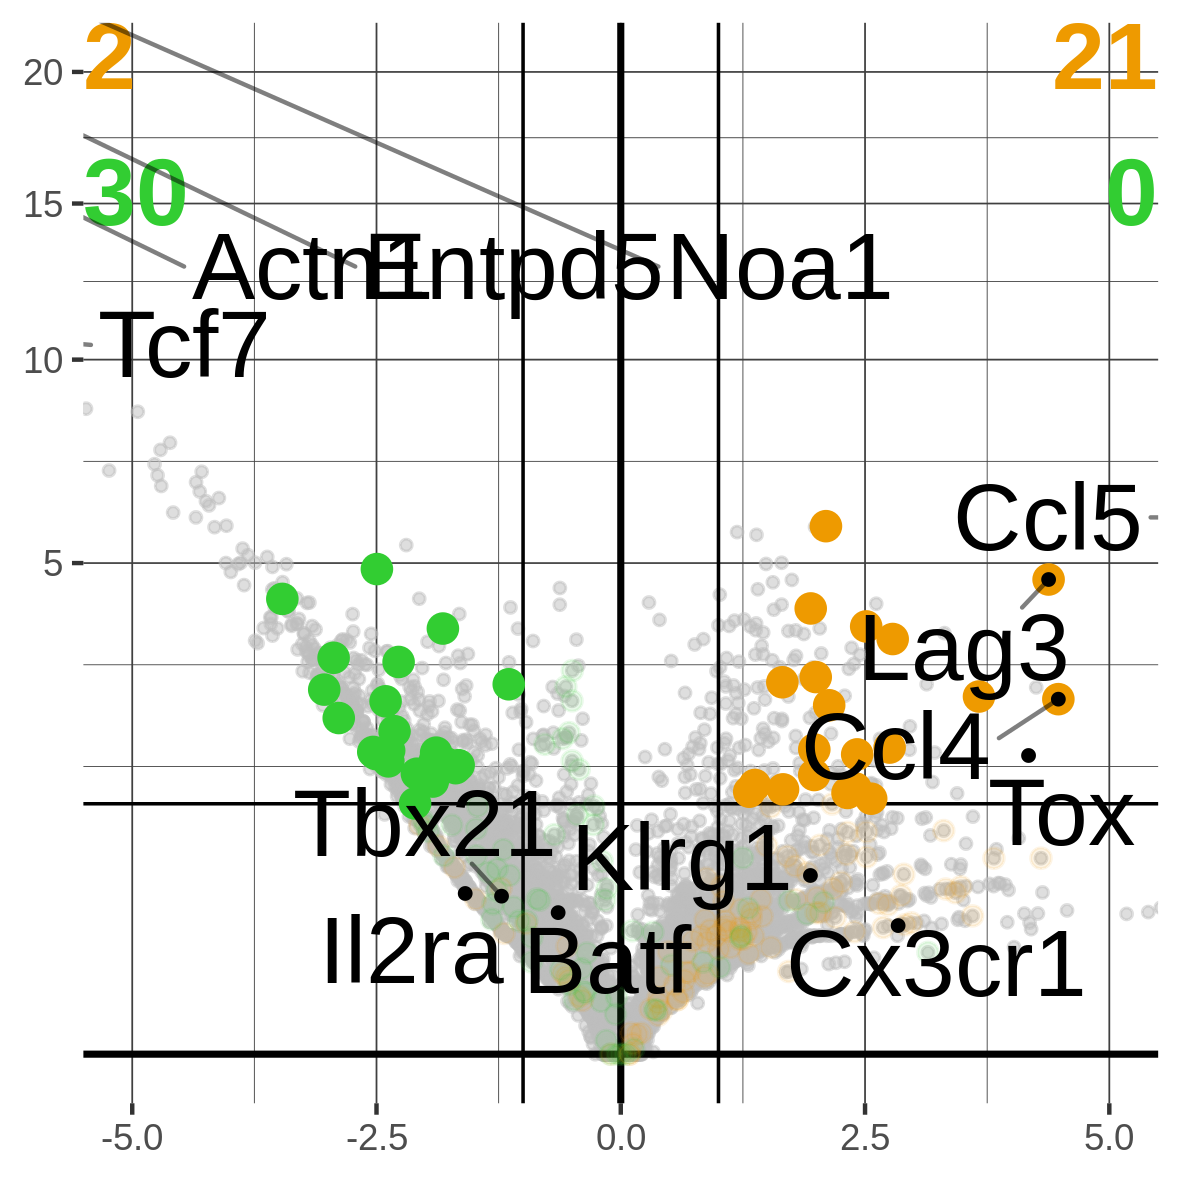 2 21
20
30 0
15
Actn1 Entpd5 Noa1
Tcf7
10
Ccl5
5
Lag3
Ccl4
Tox
Tbx21
Klrg1
Il2ra Batf Cx3cr1
-5.0 -2.5 0.0 2.5 5.0